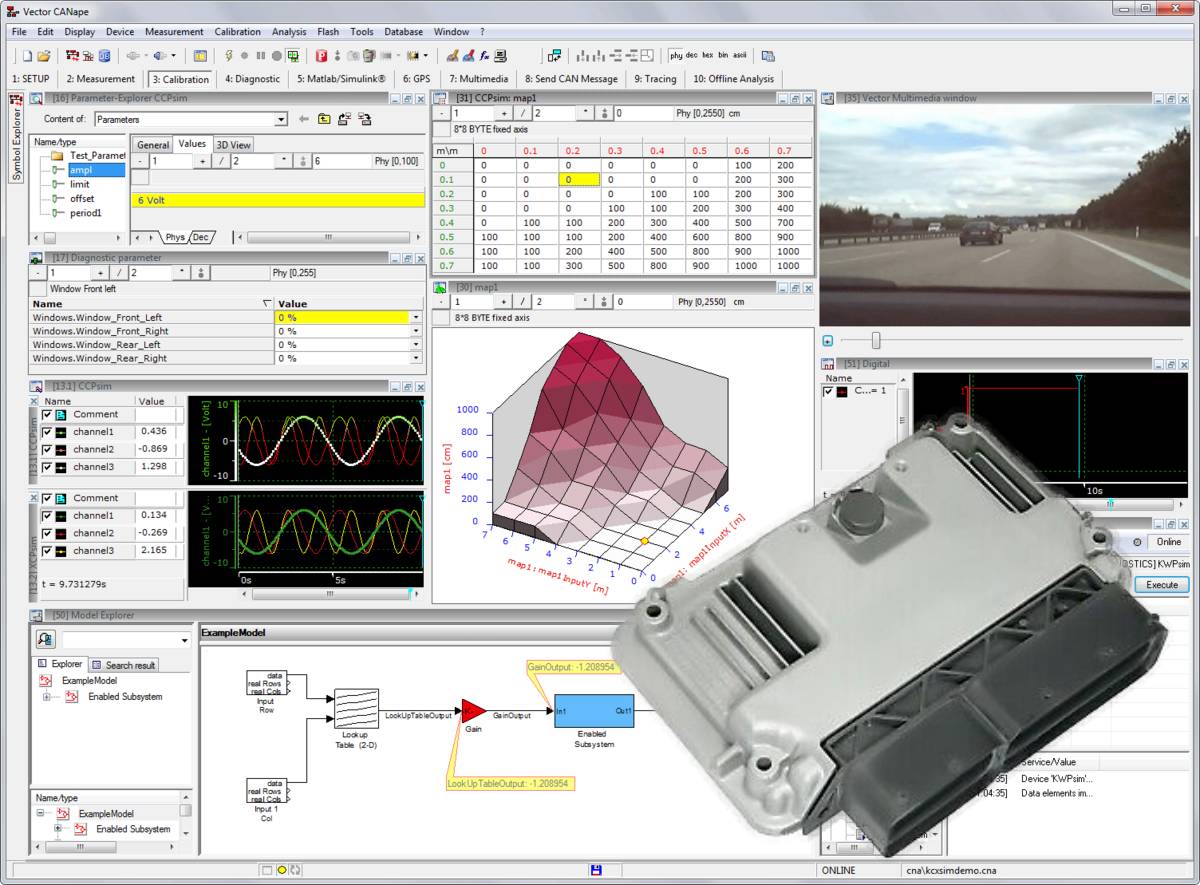 Vector CANape
File Edit Display Device Measurement Calibration Analysis Flash Tools Database Window ?
phy dec hex bin ascii
1: SETUP 2: Measurement 3: Calibration 4: Diagnostic 5: Matlab/Simulink® 6: GPS 7: Multimedia 8: Send CAN Message 9: Tracing 10: Offline Analysis
Symbol Explorer
[16] Parameter-Explorer CCPsim
Content of: Parameters
Name/type
Test_Paramet
ampl
limit
offset
period1
General Values 3D View
- 1 + / 2 * 6 Phy [0,100]
6 Volt
Phys Dec
[17] Diagnostic parameter
- 1 + / 2 * Phy [0,255]
Window Front left
Name Value
Windows.Window_Front_Left 0 %
Windows.Window_Front_Right 0 %
Windows.Window_Rear_Left 0 %
Windows.Window_Rear_Right 0 %
[13.1] CCPsim
Name Value
Comment
channel1 0.436
channel2 -0.869
channel3 1.298
[13.1] CCPsim
channel1 - [Volt]
10
0
-10
Comment
channel1 0.134
channel2 -0.269
channel3 2.165
[13.2] XCPsim
channel1 - [V...
10
0
-10
0s 5s
t = 9.731279s
[31] CCPsim: map1
- 1 + / 2 * 0 Phy [0,2550] cm
8*8 BYTE fixed axis
m\m 0 0.1 0.2 0.3 0.4 0.5 0.6 0.7
0 0 0 0 0 0 0 100 200
0.1 0 0 0 0 0 0 200 300
0.2 0 0 0 0 100 100 200 300
0.3 0 0 0 100 100 200 300 400
0.4 0 100 100 200 300 400 500 700
0.5 100 100 100 200 400 600 800 900
0.6 100 100 200 400 500 800 900 900
0.7 100 100 300 500 800 900 1000 1000
[30] map1
- 1 + / 2 * 0 Phy [0,2550] cm
8*8 BYTE fixed axis
map1 [cm]
1000
800
600
400
200
0
7 6 5 4 3 2 1 0
0 2 4 6
map1: map1InputY [m]
map1: map1InputX [m]
[35] Vector Multimedia window
[51] Digital
Name
C...= 1
1
t =
10s
Online
OSTICS] KWPsim
Execute
Service/Value
35] Device 'KWPsim'...
:04:35] Data elements im...
[50] Model Explorer
Explorer Search result
ExampleModel
Enabled Subsystem
Name/type
ExampleModel
Enabled Subsystem
ExampleModel
data
real Rows
real Cols
Input
Row
data
real Rows
real Cols
Input 1
Col
Lookup
Table (2-D)
LookUpTableOutput
Gain
GainOutput
GainOutput: -1.208954
LookUpTableOutput: -1.208954
In1 Out1
Enabled
Subsystem
ONLINE cna\kcxsimdemo.cna